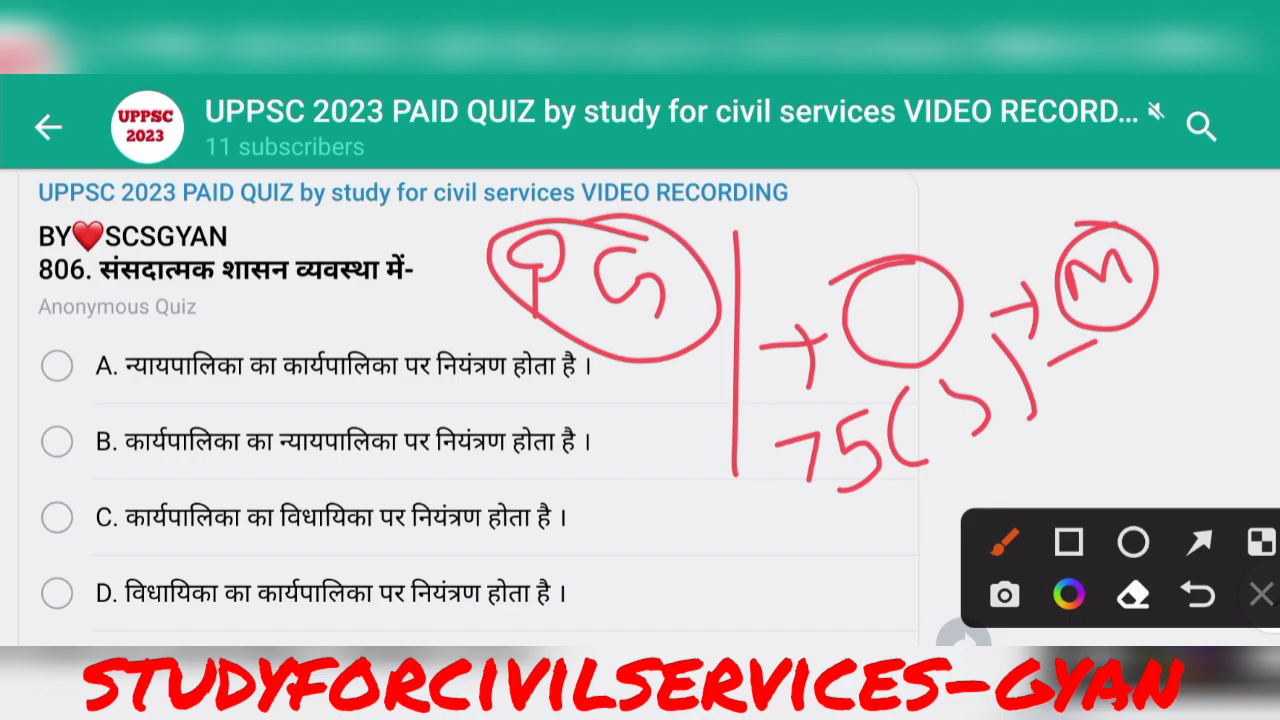 UPPSC 2023 PAID QUIZ by study for civil services VIDEO RECORD...
UPPSC
2023
11 subscribers
UPPSC 2023 PAID QUIZ by study for civil services VIDEO RECORDING
BY❤️SCSGYAN
806. संसदात्मक शासन व्यवस्था में-
Anonymous Quiz
PG
M
75(3)
A. न्यायपालिका का कार्यपालिका पर नियंत्रण होता है ।
B. कार्यपालिका का न्यायपालिका पर नियंत्रण होता है ।
C. कार्यपालिका का विधायिका पर नियंत्रण होता है ।
D. विधायिका का कार्यपालिका पर नियंत्रण होता है ।
STUDYFORCIVILSERVICES-GYAN